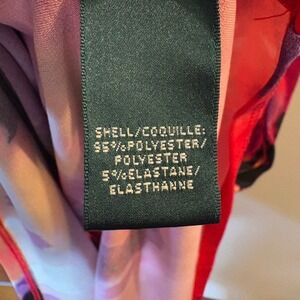 SHELL/COQUILLE:
95%POLYESTER/
POLYESTER
5%ELASTANE/
ELASTHANNE